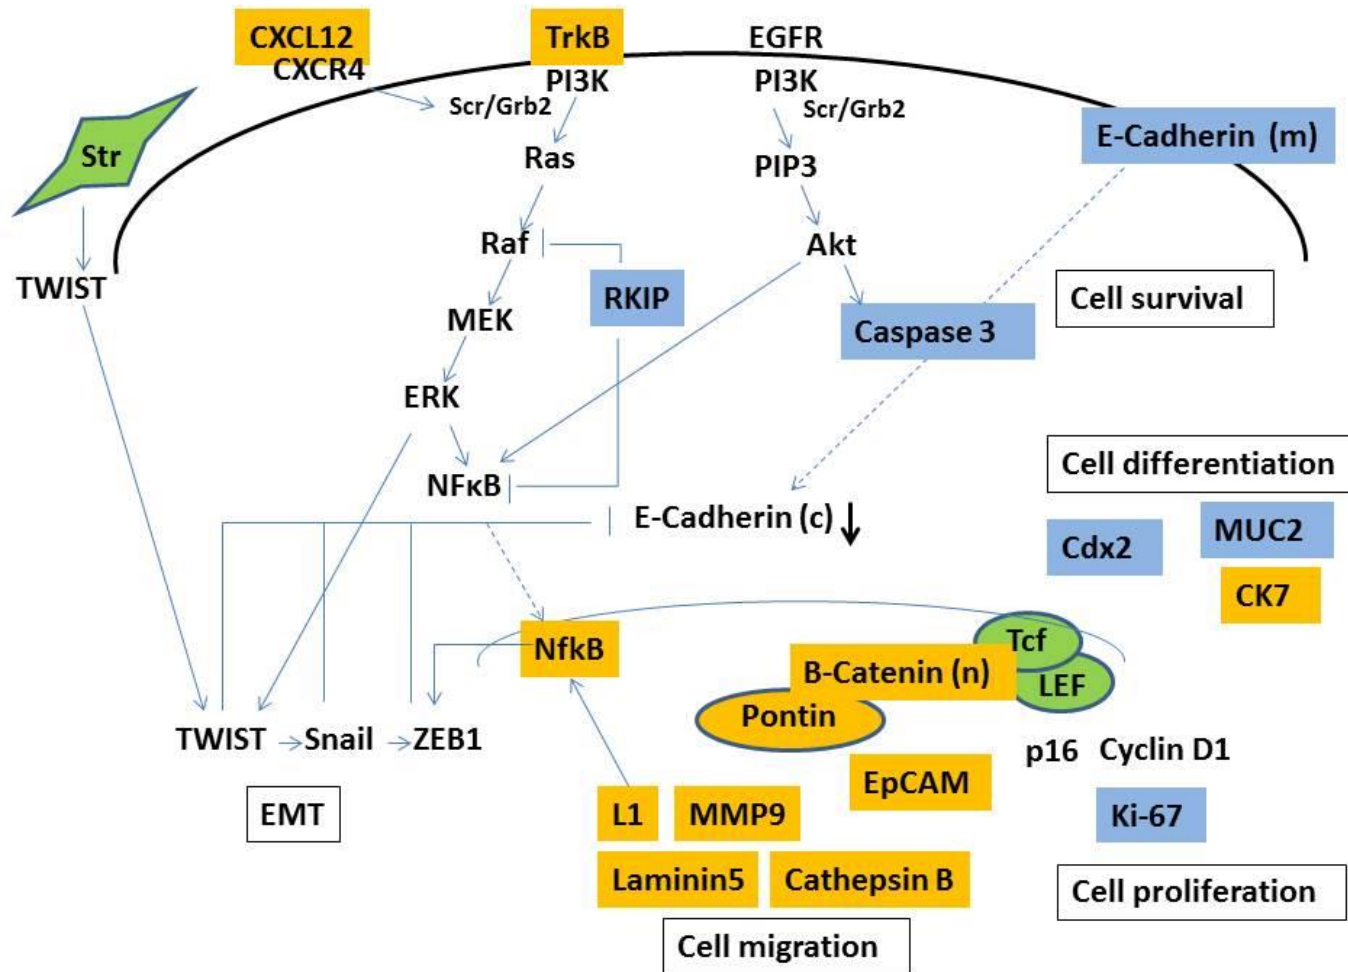 CXCL12
CXCR4
TrkB
PI3K
Scr/Grb2
EGFR
PI3K
Scr/Grb2
E-Cadherin (m)
Str
Ras
PIP3
Raf
Akt
TWIST
RKIP
Cell survival
MEK
Caspase 3
ERK
NFκB
Cell differentiation
E-Cadherin (c)
Cdx2
MUC2
CK7
NfkB
Tcf
LEF
B-Catenin (n)
Pontin
TWIST
Snail
ZEB1
p16
Cyclin D1
EpCAM
EMT
L1
MMP9
Ki-67
Laminin5
Cathepsin B
Cell proliferation
Cell migration